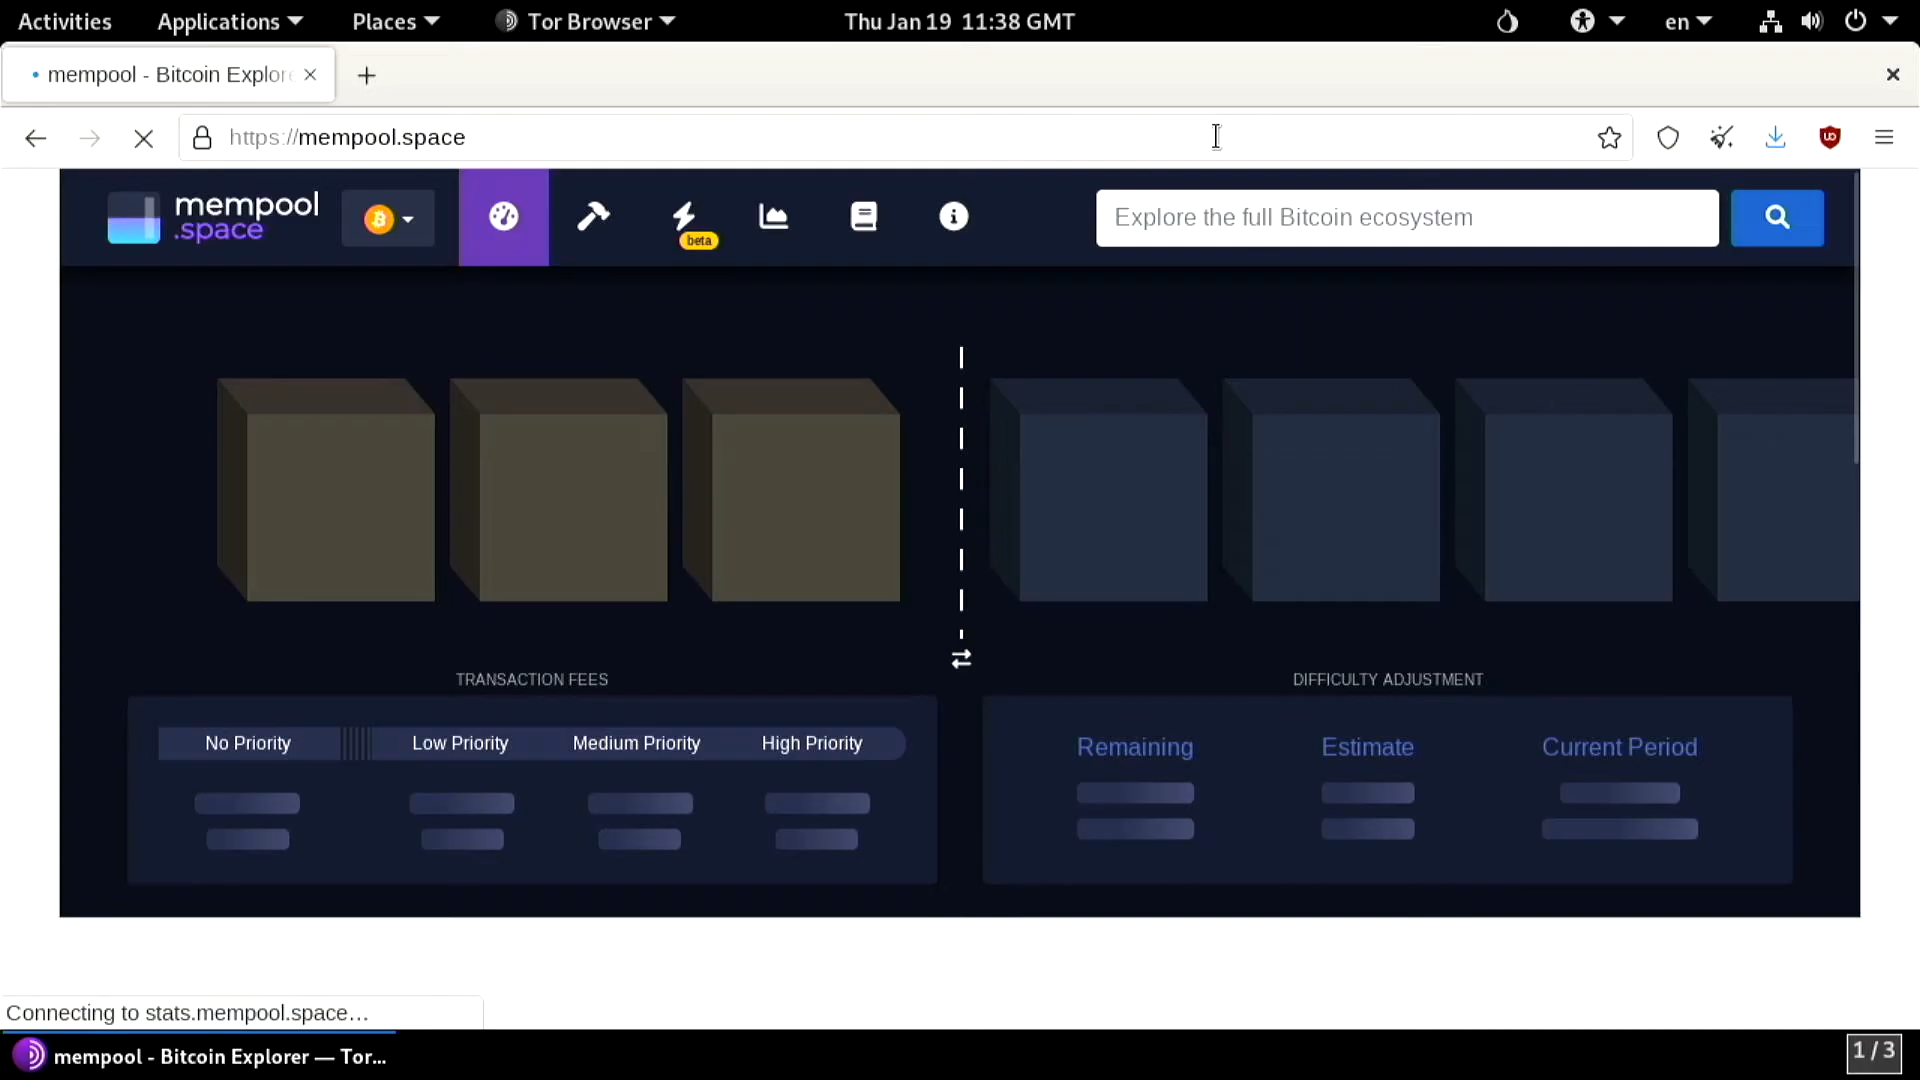 Activities Applications Places Tor Browser Thu Jan 19 11:38 GMT en
mempool - Bitcoin Explore
https://mempool.space
mempool
.space
beta
Explore the full Bitcoin ecosystem
TRANSACTION FEES
No Priority Low Priority Medium Priority High Priority
DIFFICULTY ADJUSTMENT
Remaining Estimate Current Period
Connecting to stats.mempool.space…
mempool - Bitcoin Explorer — Tor...
1 / 3